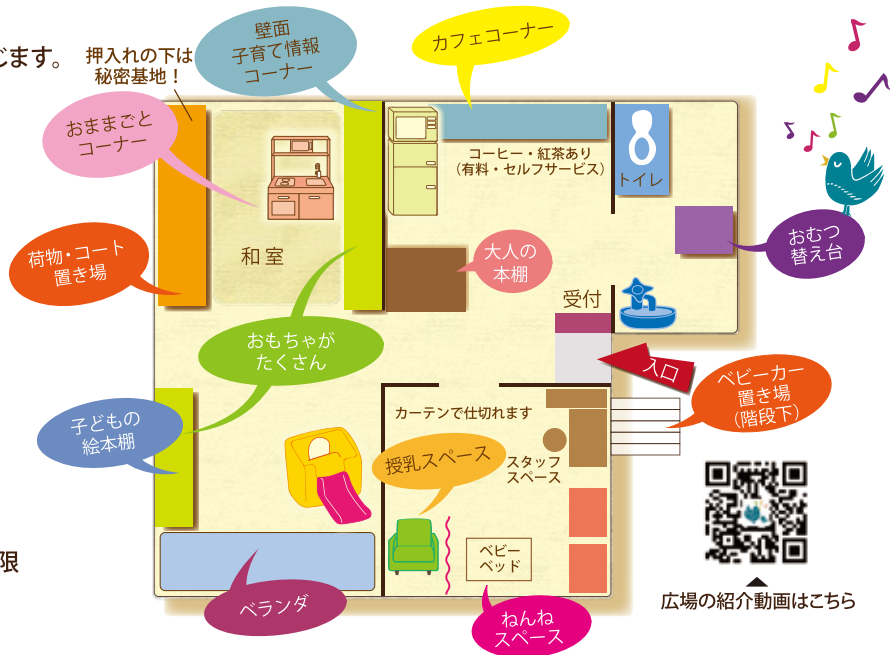 じます。
押入れの下は
秘密基地！
壁面
子育て情報
コーナー
カフェコーナー
おままごと
コーナー
コーヒー・紅茶あり
（有料・セルフサービス）
トイレ
和室
大人の
本棚
おむつ
替え台
荷物・コート
置き場
受付
おもちゃが
たくさん
入口
ベビーカー
置き場
（階段下）
子どもの
絵本棚
カーテンで仕切れます
授乳スペース
スタッフ
スペース
ベビー
ベッド
限
ベランダ
ねんね
スペース
広場の紹介動画はこちら